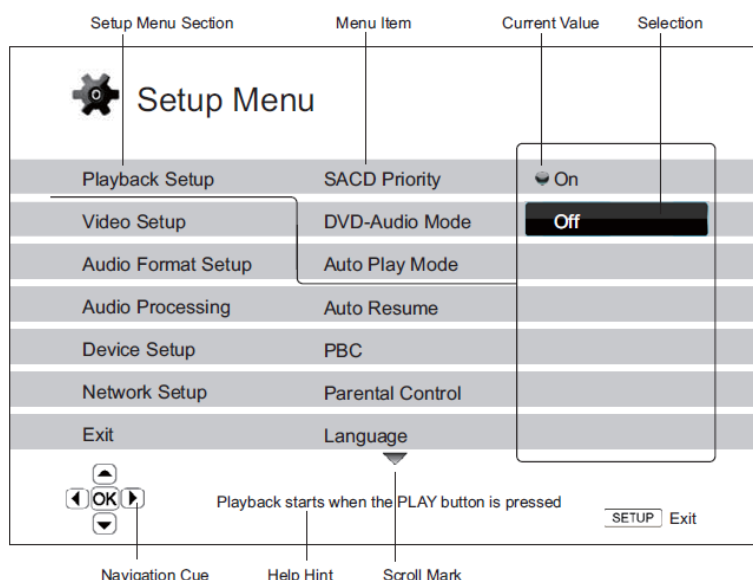 Setup Menu Section Menu Item Current Value Selection
Setup Menu
Playback Setup SACD Priority On
Video Setup DVD-Audio Mode Off
Audio Format Setup Auto Play Mode
Audio Processing Auto Resume
Device Setup PBC
Network Setup Parental Control
Exit Language
OK Playback starts when the PLAY button is pressed SETUP Exit
Navigation Cue Help Hint Scroll Mark